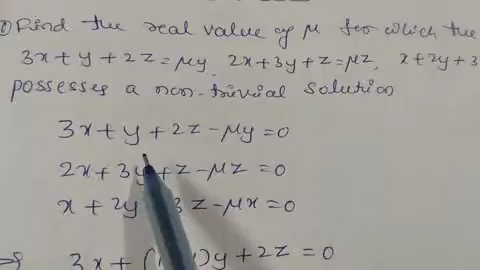 Find the real value of μ for which the
3x + y + 2z = μy, 2x + 3y + z = μz, x + 2y + 3
possesses a non-trivial solution
3x + y + 2z - μy = 0
2x + 3y + z - μz = 0
x + 2y 3z - μx = 0
⇒ 3x + ( )y + 2z = 0